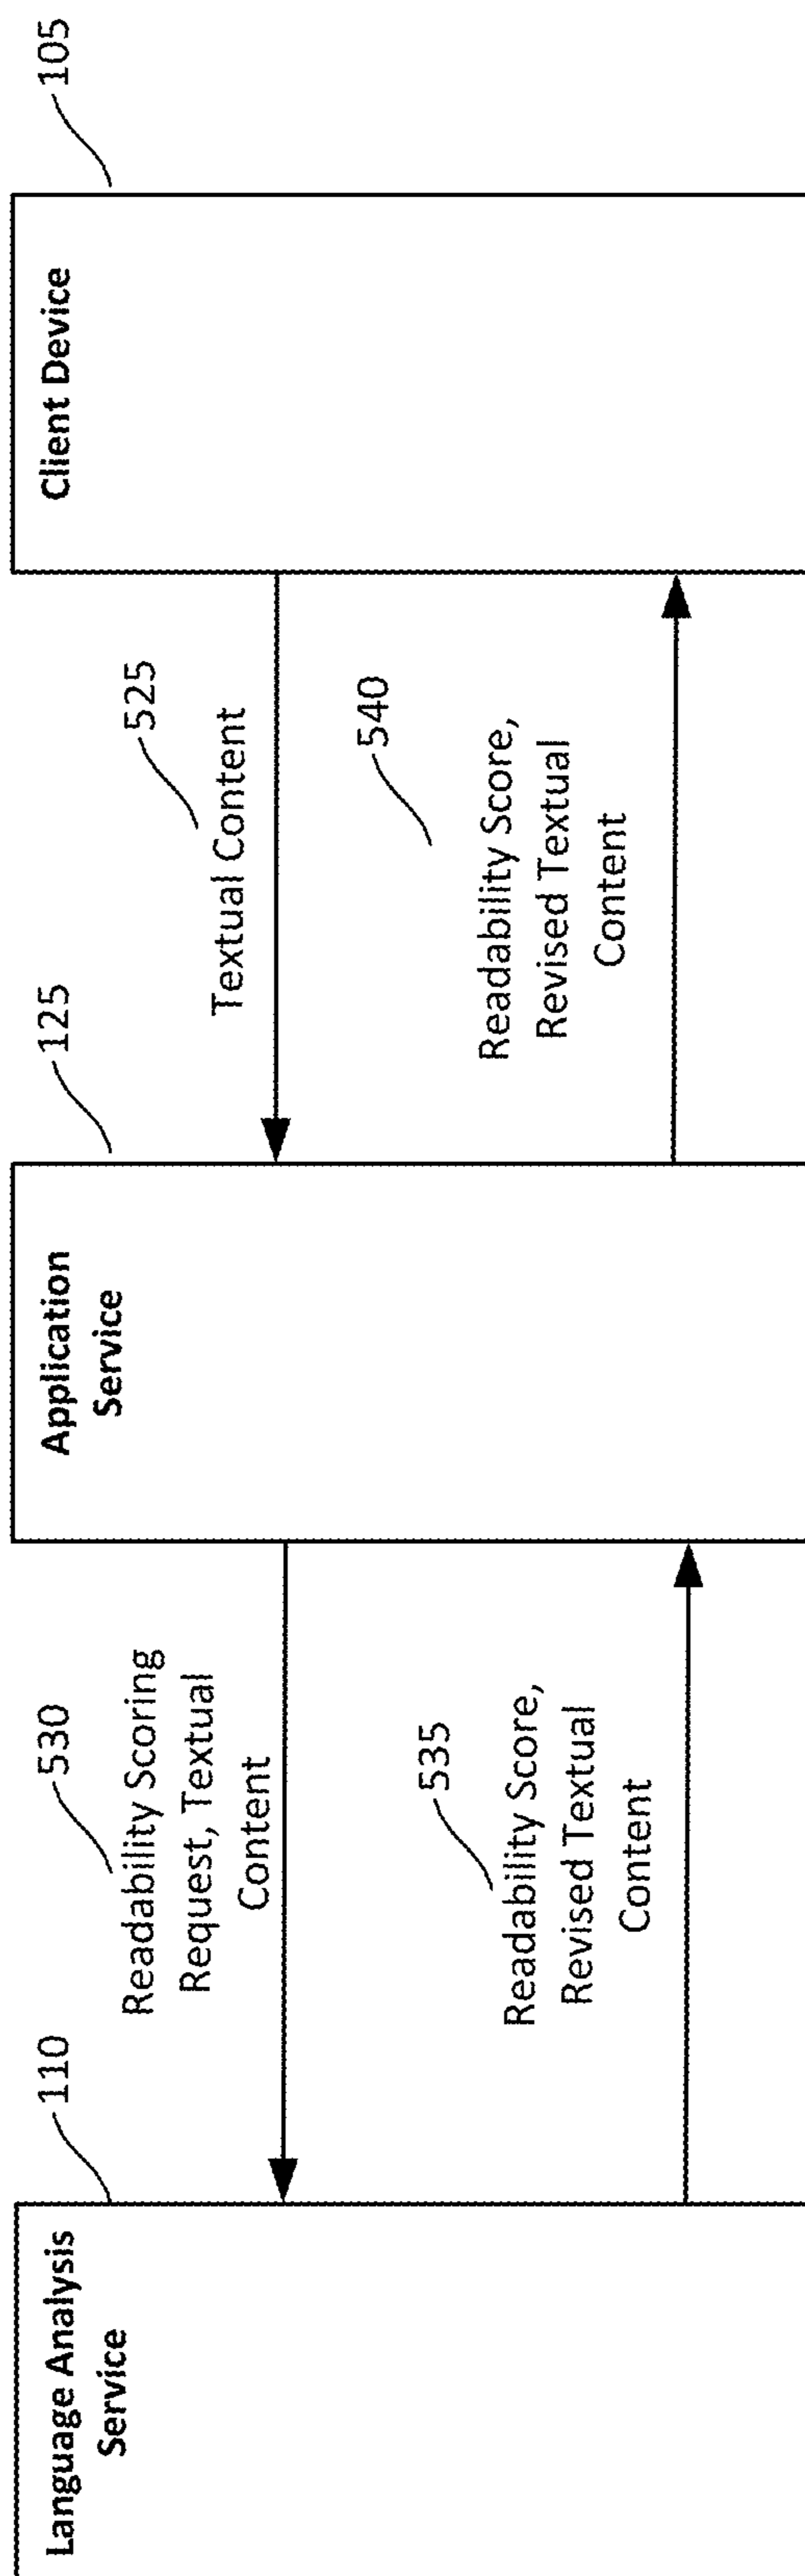 Language Analysis
Service
110
530
Readability Scoring
Request, Textual
Content
535
Readability Score,
Revised Textual
Content
Application
Service
125
525
Textual Content
540
Readability Score,
Revised Textual
Content
Client Device
105